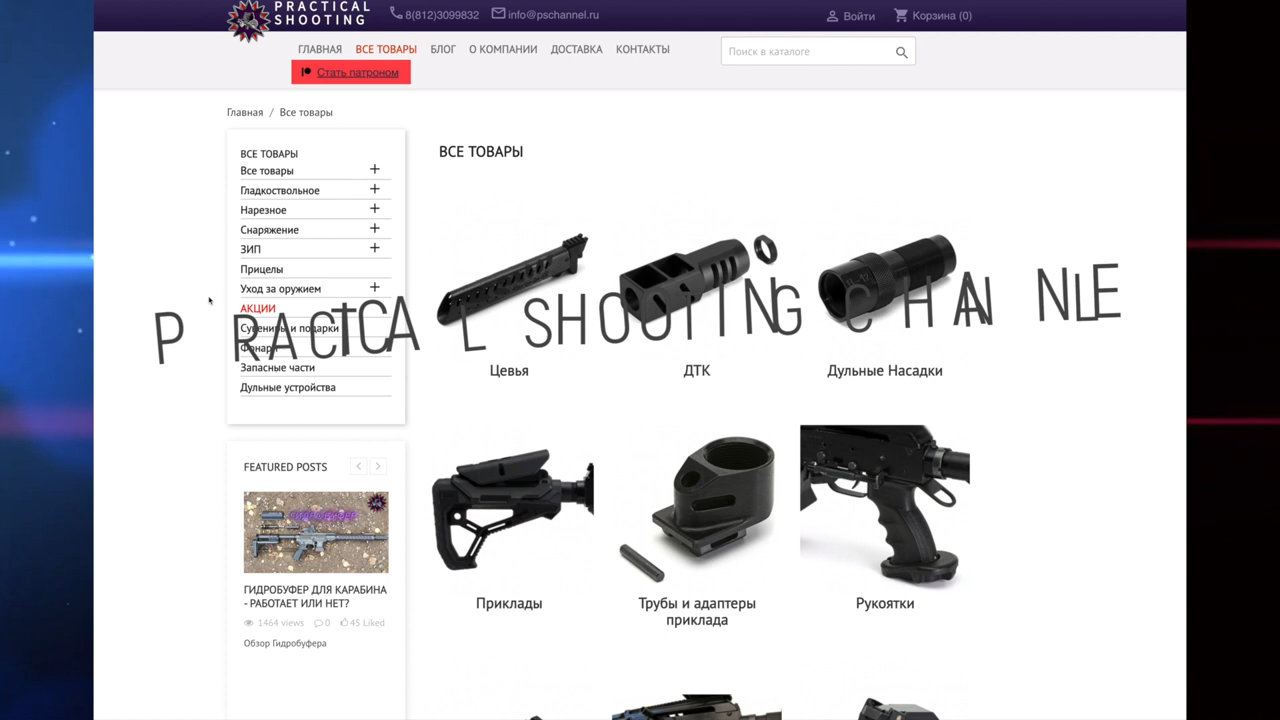 PRACTICAL
SHOOTING
8(812)3099832
info@pschannel.ru
Войти
Корзина (0)
ГЛАВНАЯ
ВСЕ ТОВАРЫ
БЛОГ
О КОМПАНИИ
ДОСТАВКА
КОНТАКТЫ
Стать патроном
Поиск в каталоге
Главная / Все товары
ВСЕ ТОВАРЫ
Все товары
Гладкоствольное
Нарезное
Снаряжение
ЗИП
Прицелы
Уход за оружием
АКЦИИ
Сувениры и подарки
Фонари
Запасные части
Дульные устройства
ВСЕ ТОВАРЫ
PRACTICAL SHOOTING CHANNEL
Цевья
ДТК
Дульные Насадки
Приклады
Трубы и адаптеры
приклада
Рукоятки
FEATURED POSTS
ГИДРОБУФЕР
ГИДРОБУФЕР ДЛЯ КАРАБИНА
- РАБОТАЕТ ИЛИ НЕТ?
1464 views
0
45 Liked
Обзор Гидробуфера